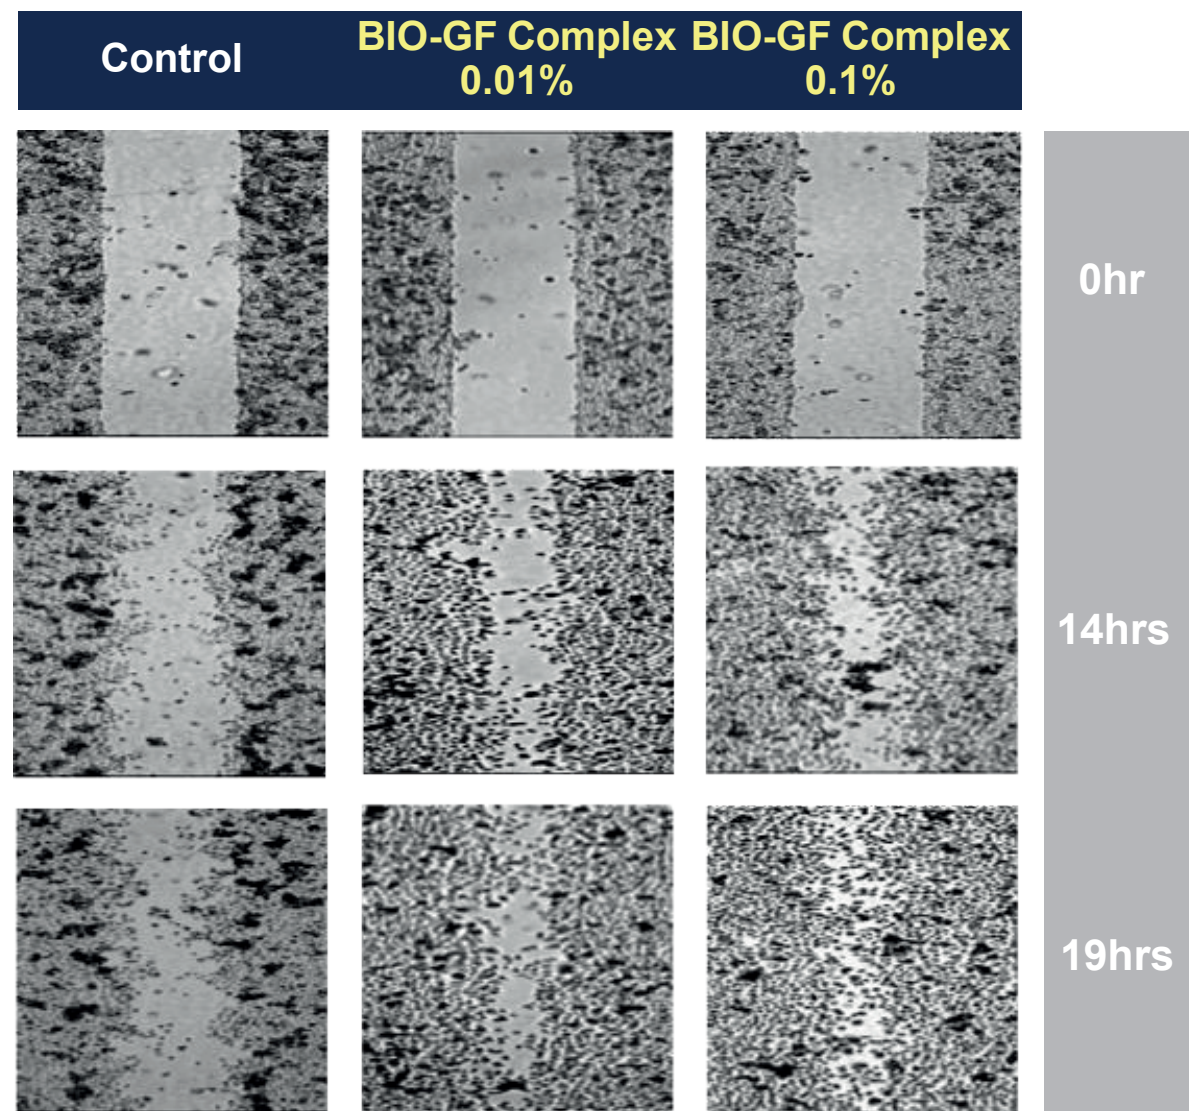 Control
BIO-GF Complex
0.01%
BIO-GF Complex
0.1%
0hr
14hrs
19hrs